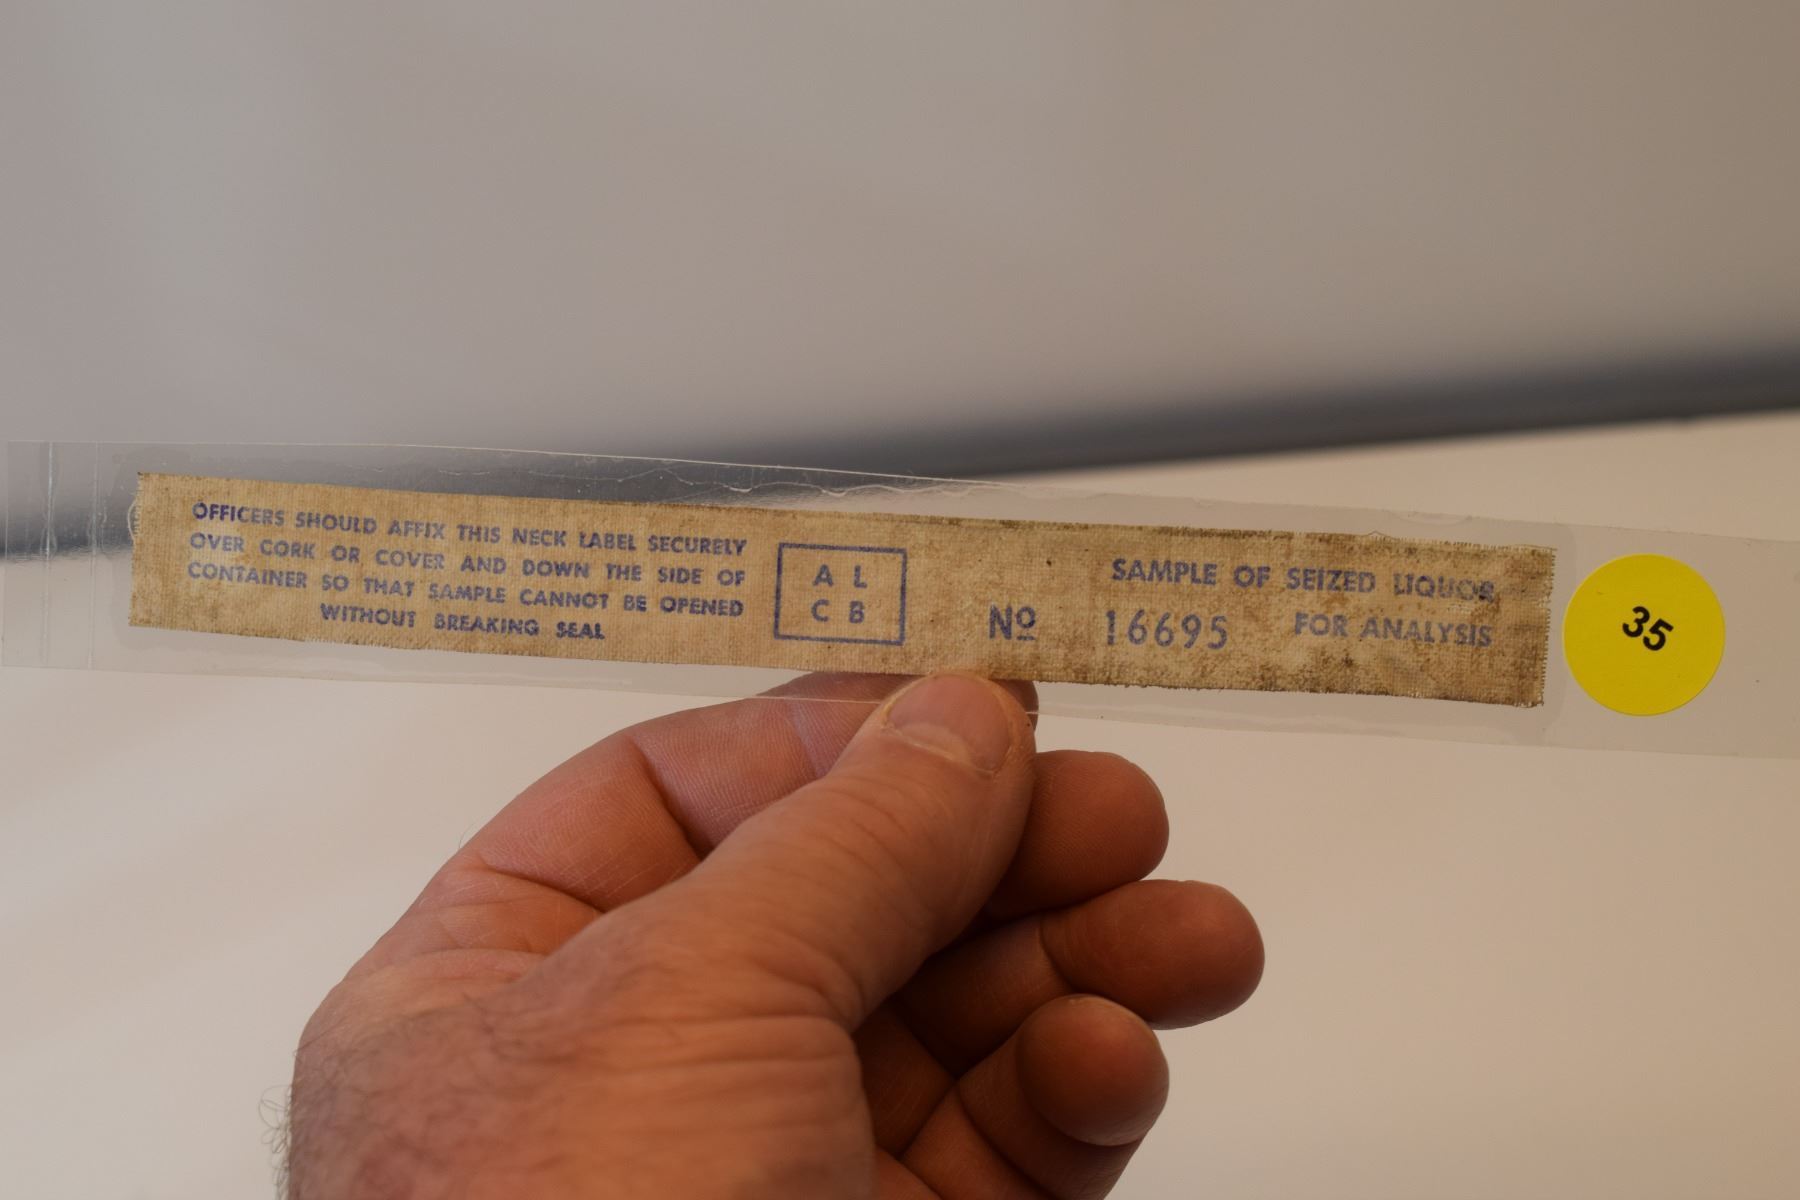 OFFICERS SHOULD AFFIX THIS NECK LABEL SECURELY
OVER CORK OR COVER AND DOWN THE SIDE OF
CONTAINER SO THAT SAMPLE CANNOT BE OPENED
WITHOUT BREAKING SEAL
A L
C B
SAMPLE OF SEIZED LIQUOR
Nº 16695 FOR ANALYSIS
35